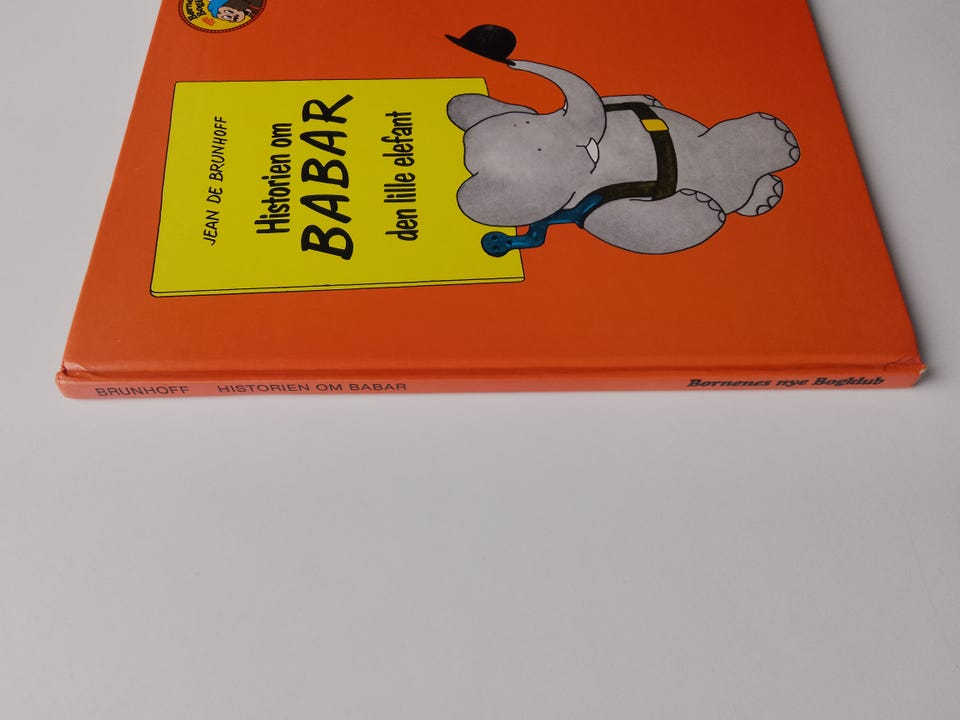 JEAN DE BRUNHOFF
Historien om
BABAR
den lille elefant
BRUNHOFF HISTORIEN OM BABAR Børnenes nye Bogklub